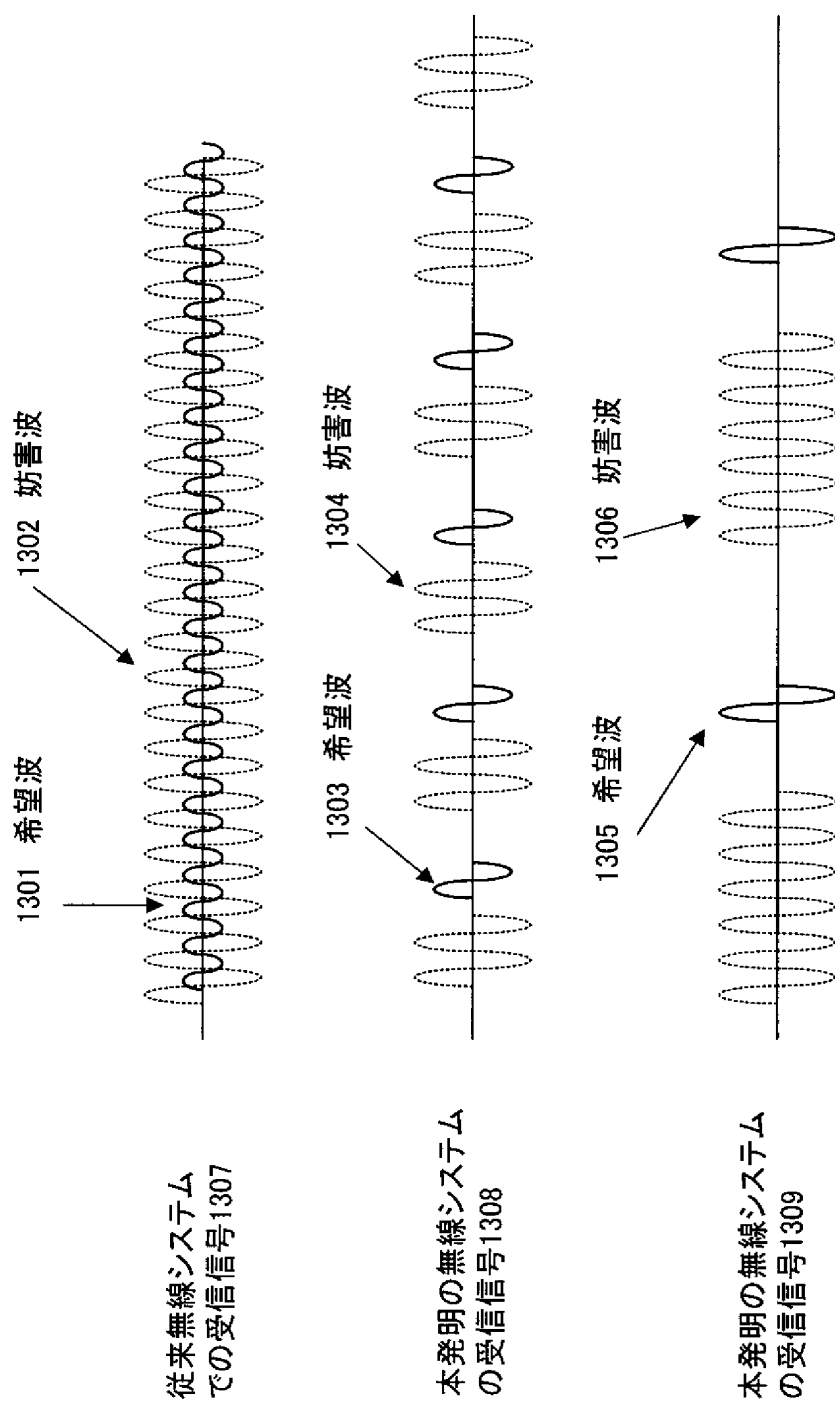 従来無線システム
での受信信号1307
1301 希望波
1302 妨害波
本発明の無線システム
の受信信号1308
1303 希望波
1304 妨害波
本発明の無線システム
の受信信号1309
1305 希望波
1306 妨害波